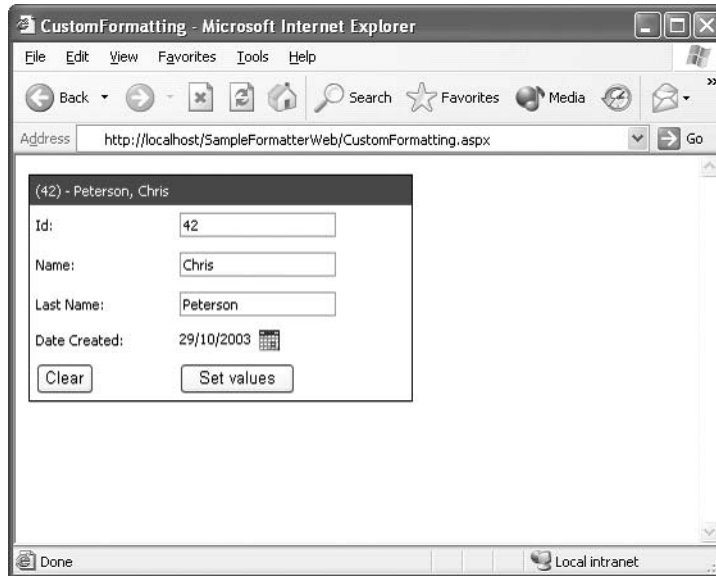 CustomFormatting - Microsoft Internet Explorer
File Edit View Favorites Tools Help
Back Search Favorites Media »
Address http://localhost/SampleFormatterWeb/CustomFormatting.aspx Go
(42) - Peterson, Chris
Id: 42
Name: Chris
Last Name: Peterson
Date Created: 29/10/2003
Clear Set values
Done Local intranet